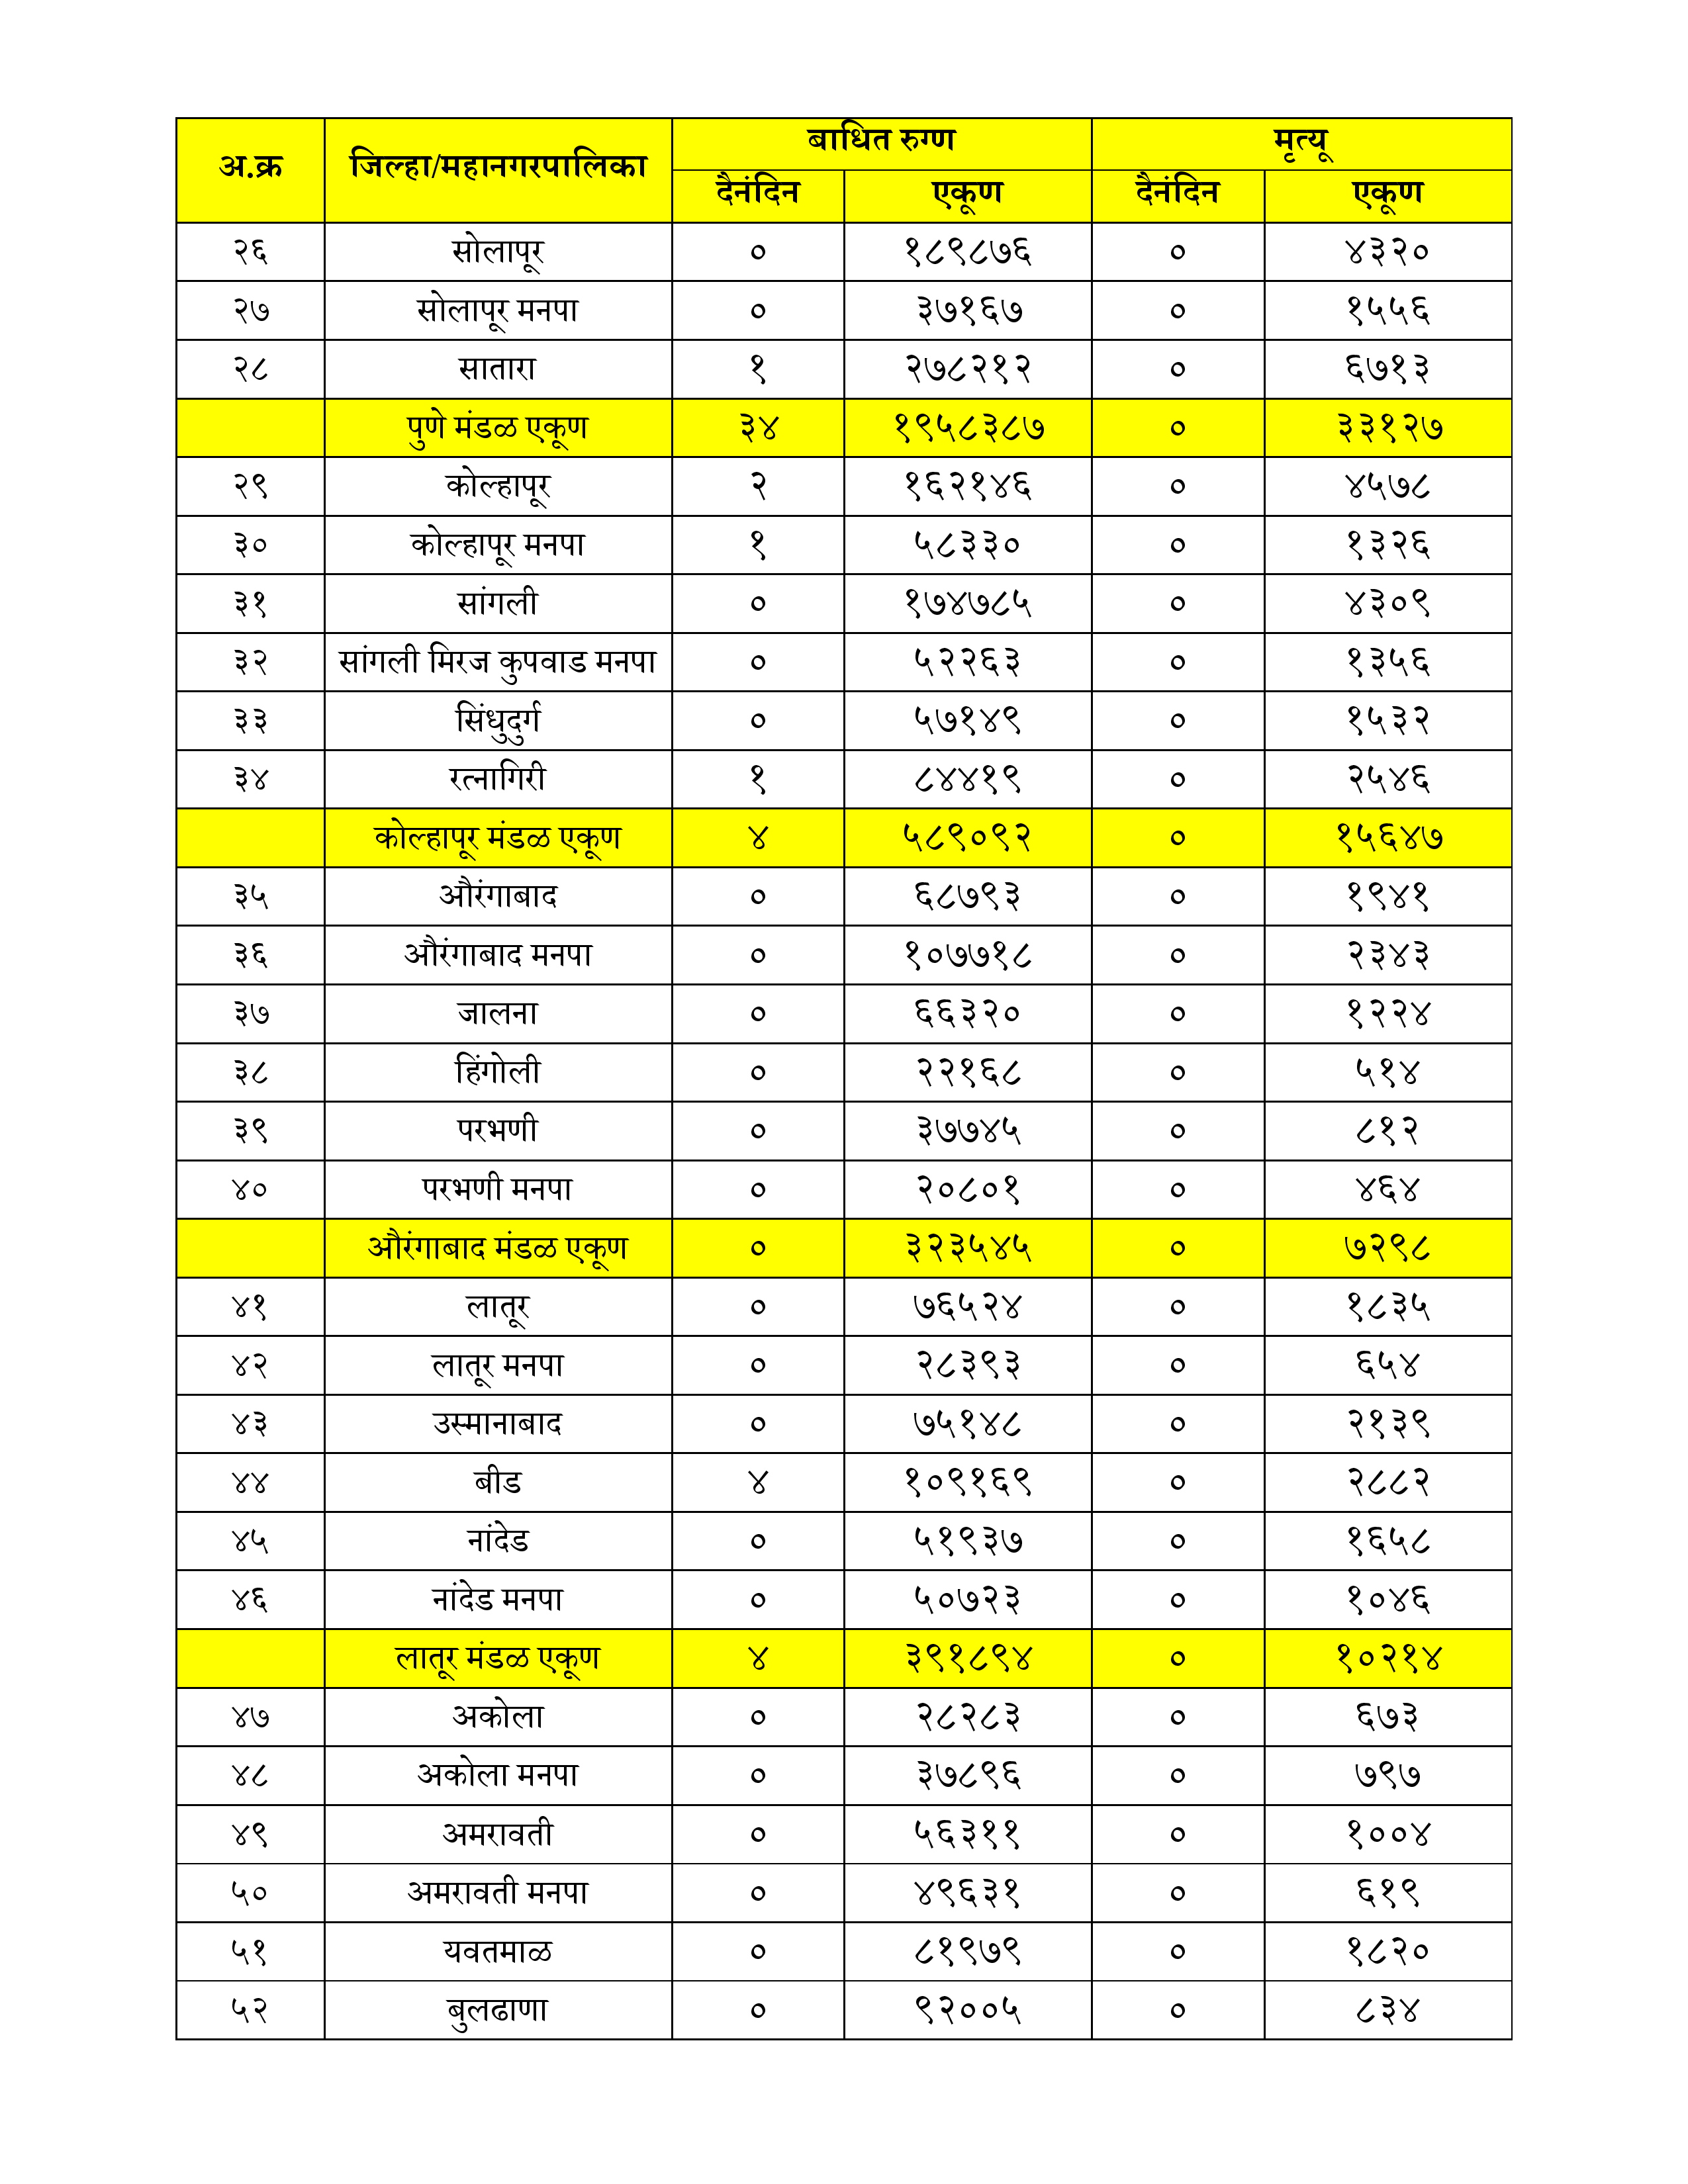 अ.क्र जिल्हा/महानगरपालिका बाधित रुग्ण मृत्यू
दैनंदिन एकूण दैनंदिन एकूण
२६ सोलापूर ० १८९८७६ ० ४३२०
२७ सोलापूर मनपा ० ३७१६७ ० १५५६
२८ सातारा १ २७८२१२ ० ६७१३
पुणे मंडळ एकूण ३४ १९५८३८७ ० ३३१२७
२९ कोल्हापूर २ १६२१४६ ० ४५७८
३० कोल्हापूर मनपा १ ५८३३० ० १३२६
३१ सांगली ० १७४७८५ ० ४३०९
३२ सांगली मिरज कुपवाड मनपा ० ५२२६३ ० १३५६
३३ सिंधुदुर्ग ० ५७१४९ ० १५३२
३४ रत्नागिरी १ ८४४१९ ० २५४६
कोल्हापूर मंडळ एकूण ४ ५८९०९२ ० १५६४७
३५ औरंगाबाद ० ६८७९३ ० १९४१
३६ औरंगाबाद मनपा ० १०७७१८ ० २३४३
३७ जालना ० ६६३२० ० १२२४
३८ हिंगोली ० २२१६८ ० ५१४
३९ परभणी ० ३७७४५ ० ८१२
४० परभणी मनपा ० २०८०१ ० ४६४
औरंगाबाद मंडळ एकूण ० ३२३५४५ ० ७२९८
४१ लातूर ० ७६५२४ ० १८३५
४२ लातूर मनपा ० २८३९३ ० ६५४
४३ उस्मानाबाद ० ७५१४८ ० २१३९
४४ बीड ४ १०९१६९ ० २८८२
४५ नांदेड ० ५१९३७ ० १६५८
४६ नांदेड मनपा ० ५०७२३ ० १०४६
लातूर मंडळ एकूण ४ ३९१८९४ ० १०२१४
४७ अकोला ० २८२८३ ० ६७३
४८ अकोला मनपा ० ३७८९६ ० ७९७
४९ अमरावती ० ५६३११ ० १००४
५० अमरावती मनपा ० ४९६३१ ० ६१९
५१ यवतमाळ ० ८१९७९ ० १८२०
५२ बुलढाणा ० ९२००५ ० ८३४